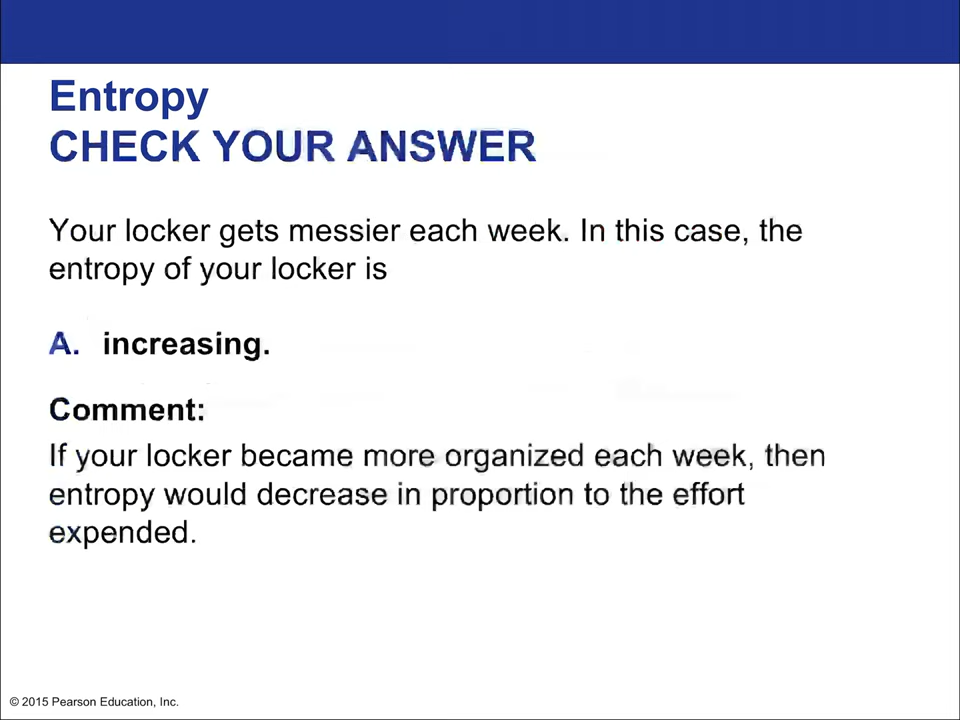 Entropy
CHECK YOUR ANSWER
Your locker gets messier each week. In this case, the
entropy of your locker is
A. increasing.
Comment:
If your locker became more organized each week, then
entropy would decrease in proportion to the effort
expended.
© 2015 Pearson Education, Inc.